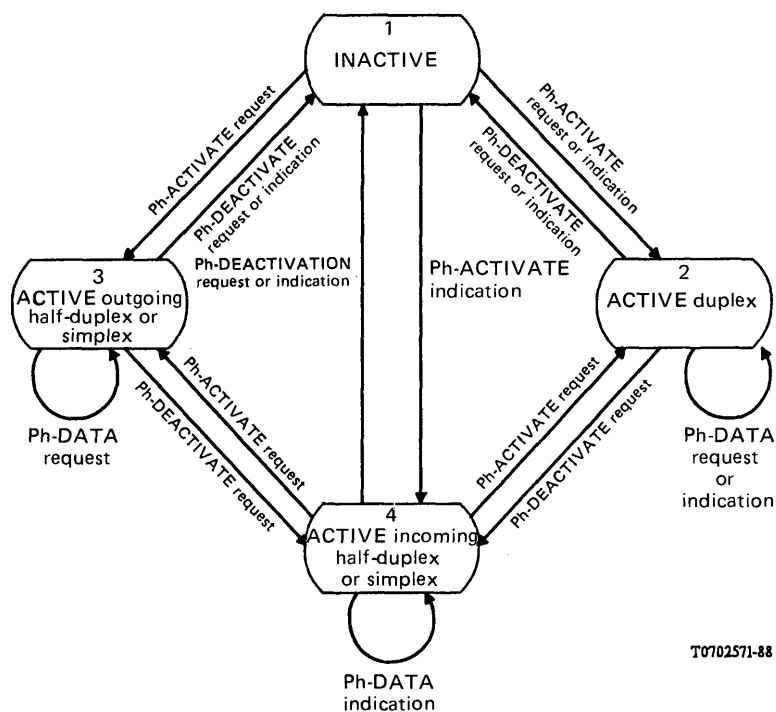 1
INACTIVE
Ph-ACTIVATE request
Ph-DEACTIVATE
request or indication
Ph-ACTIVATE
request or indication
Ph-DEACTIVATE
request or indication
Ph-DEACTIVATION
request or indication
Ph-ACTIVATE
indication
3
ACTIVE outgoing
half-duplex or
simplex
2
ACTIVE duplex
Ph-DATA
request
Ph-ACTIVATE request
Ph-DEACTIVATE request
Ph-ACTIVATE request
Ph-DEACTIVATE request
Ph-DATA
request
or
indication
4
ACTIVE incoming
half-duplex
or simplex
Ph-DATA
indication
T0702571-88